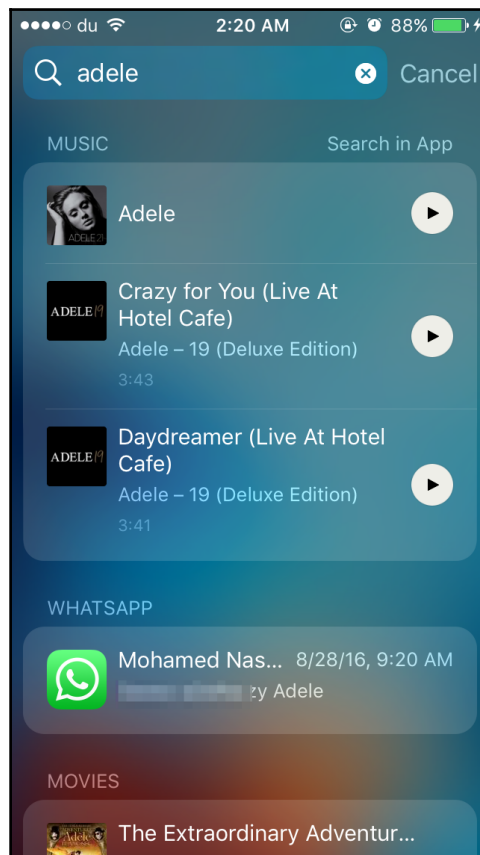 du 2:20 AM 88%
adele Cancel
MUSIC Search in App
ADELE 21
Adele
ADELE 19
Crazy for You (Live At
Hotel Cafe)
Adele – 19 (Deluxe Edition)
3:43
ADELE 19
Daydreamer (Live At Hotel
Cafe)
Adele – 19 (Deluxe Edition)
3:41
WHATSAPP
Mohamed Nas... 8/28/16, 9:20 AM
zy Adele
MOVIES
Adele
The Extraordinary Adventur...